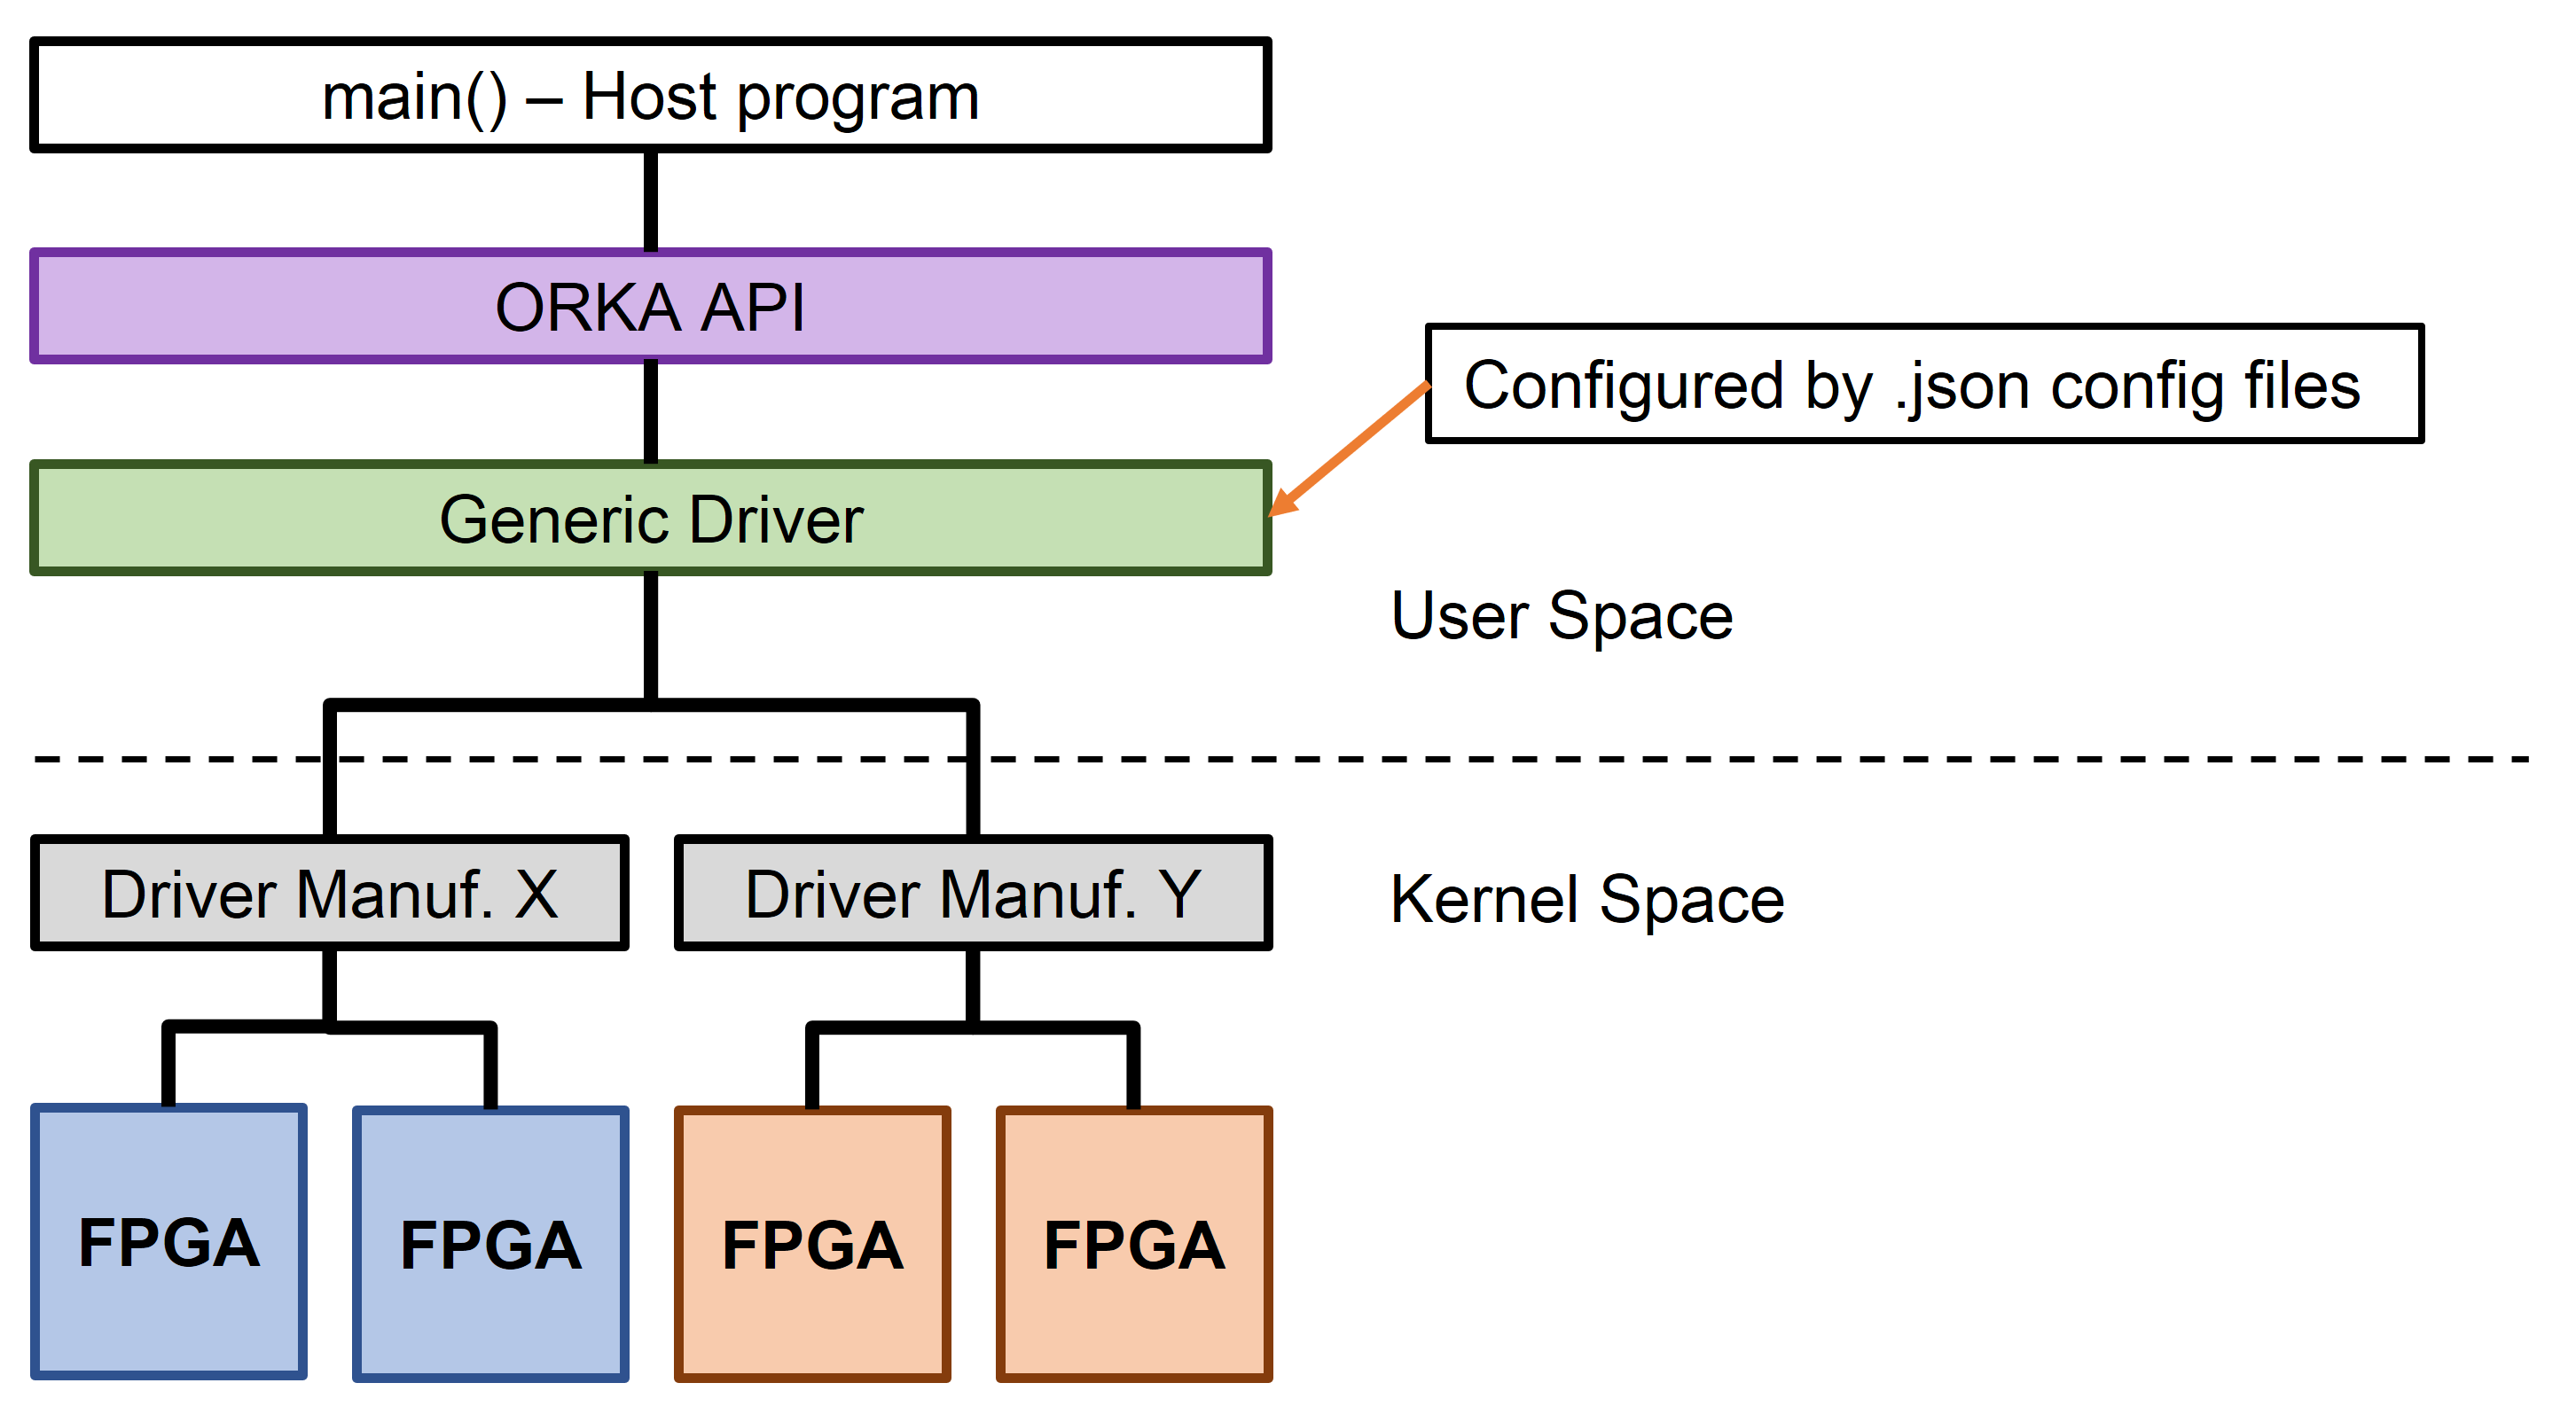 main() – Host program
ORKA API
Configured by .json config files
Generic Driver
User Space
Driver Manuf. X
Driver Manuf. Y
Kernel Space
FPGA
FPGA
FPGA
FPGA